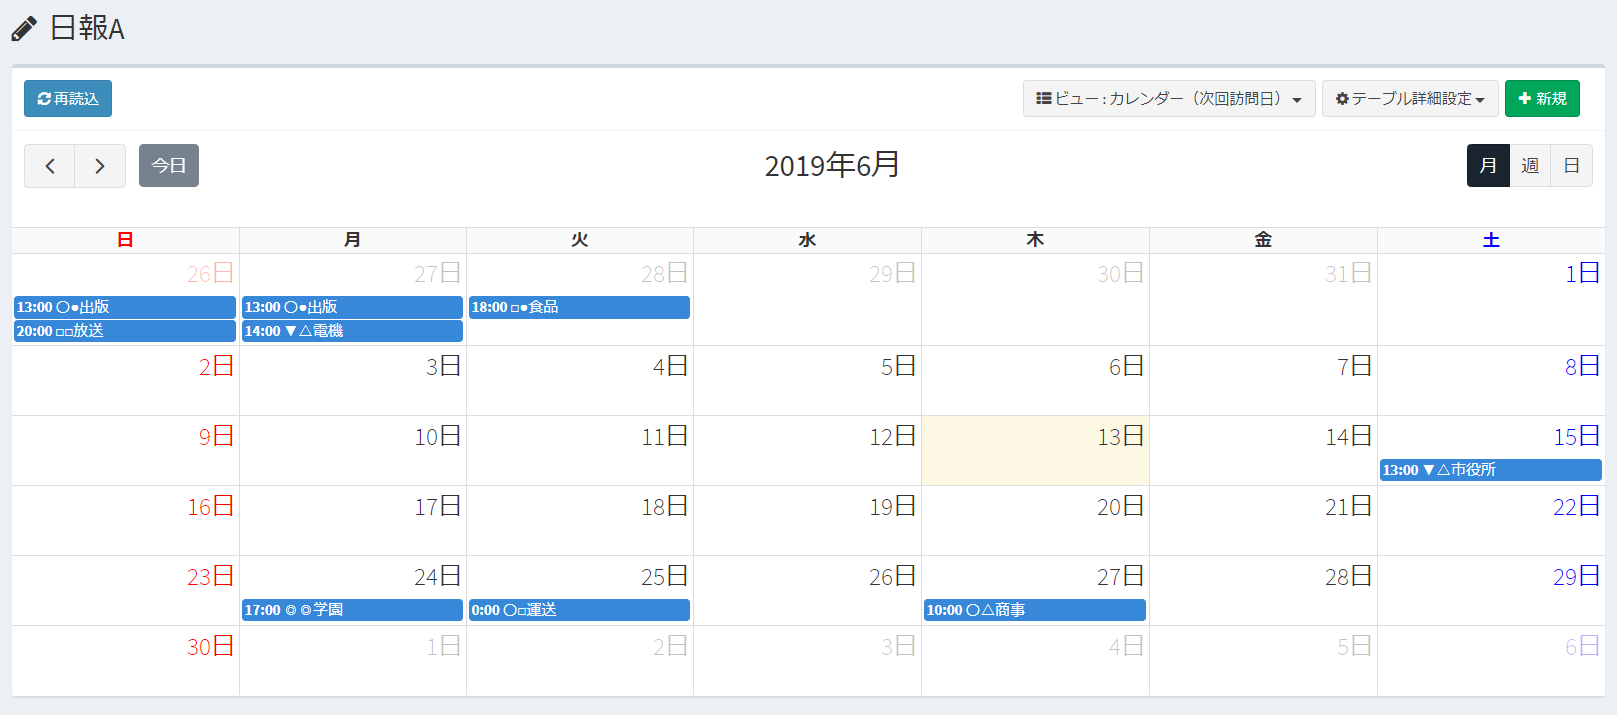 日報A
再読込 ビュー : カレンダー（次回訪問日） テーブル詳細設定 新規
今日 2019年6月 月 週 日
日 月 火 水 木 金 土
26日 27日 28日 29日 30日 31日 1日
13:00 〇●出版 13:00 〇●出版 18:00 □●食品
20:00 □□放送 14:00 ▼△電機
2日 3日 4日 5日 6日 7日 8日
9日 10日 11日 12日 13日 14日 15日
13:00 ▼△市役所
16日 17日 18日 19日 20日 21日 22日
23日 24日 25日 26日 27日 28日 29日
17:00 ◎◎学園 0:00 〇□運送 10:00 〇△商事
30日 1日 2日 3日 4日 5日 6日